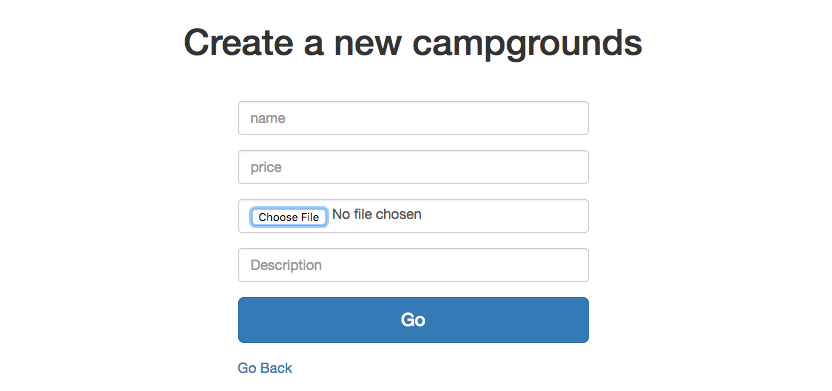 Create a new campgrounds
name
price
Choose File No file chosen
Description
Go
Go Back